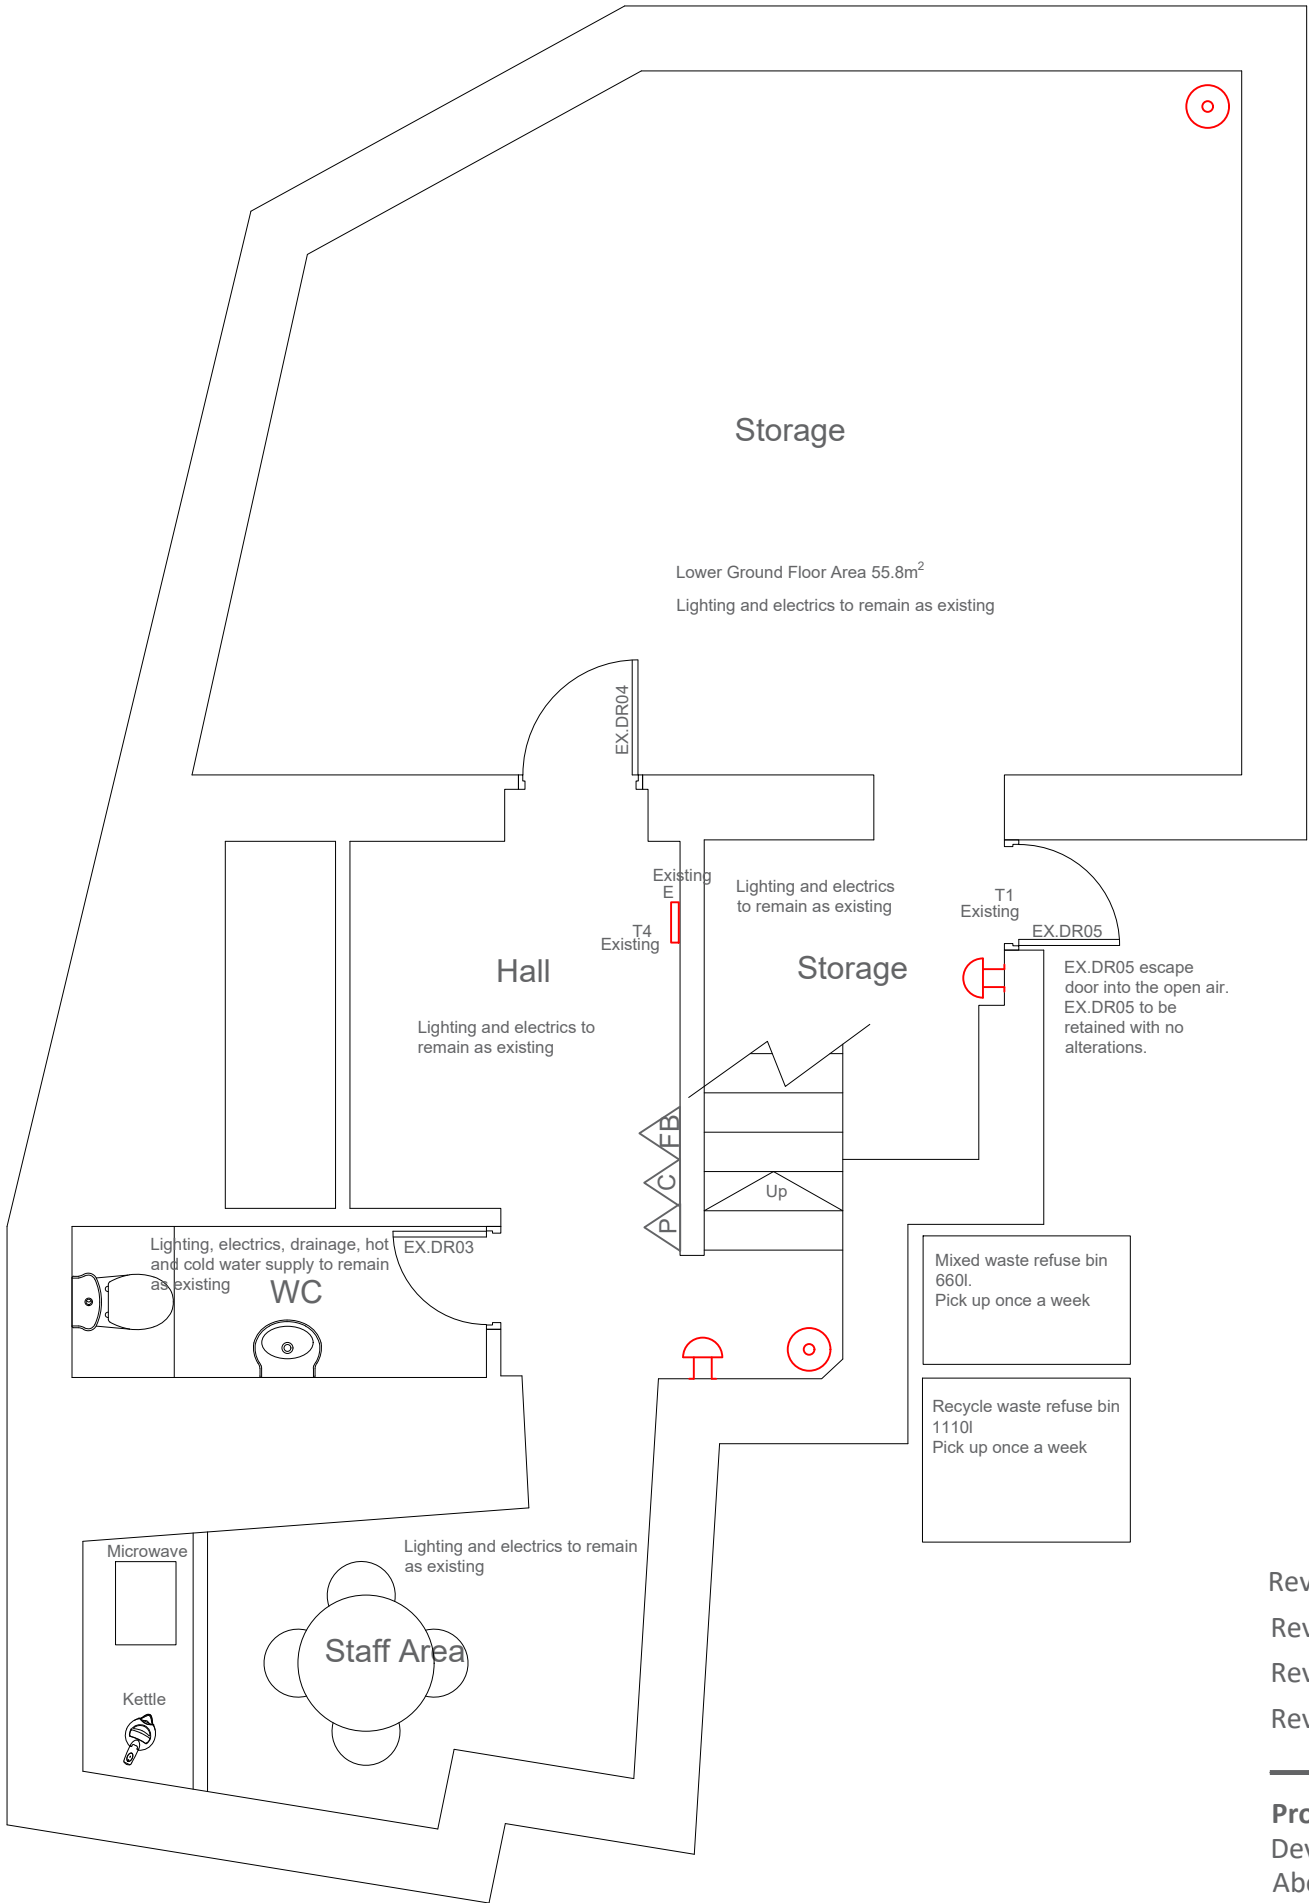 Storage
Lower Ground Floor Area 55.8m²
Lighting and electrics to remain as existing
EX.DR04
Existing
E
T4
Existing
Lighting and electrics
to remain as existing
T1
Existing
EX.DR05
Hall
Storage
EX.DR05 escape
door into the open air.
EX.DR05 to be
retained with no
alterations.
Lighting and electrics to
remain as existing
FB
C
P
Up
Lighting, electrics, drainage, hot
and cold water supply to remain
as existing
EX.DR03
WC
Mixed waste refuse bin
660l.
Pick up once a week
Recycle waste refuse bin
1110l
Pick up once a week
Microwave
Lighting and electrics to remain
as existing
Staff Area
Kettle
Rev
Rev
Rev
Rev